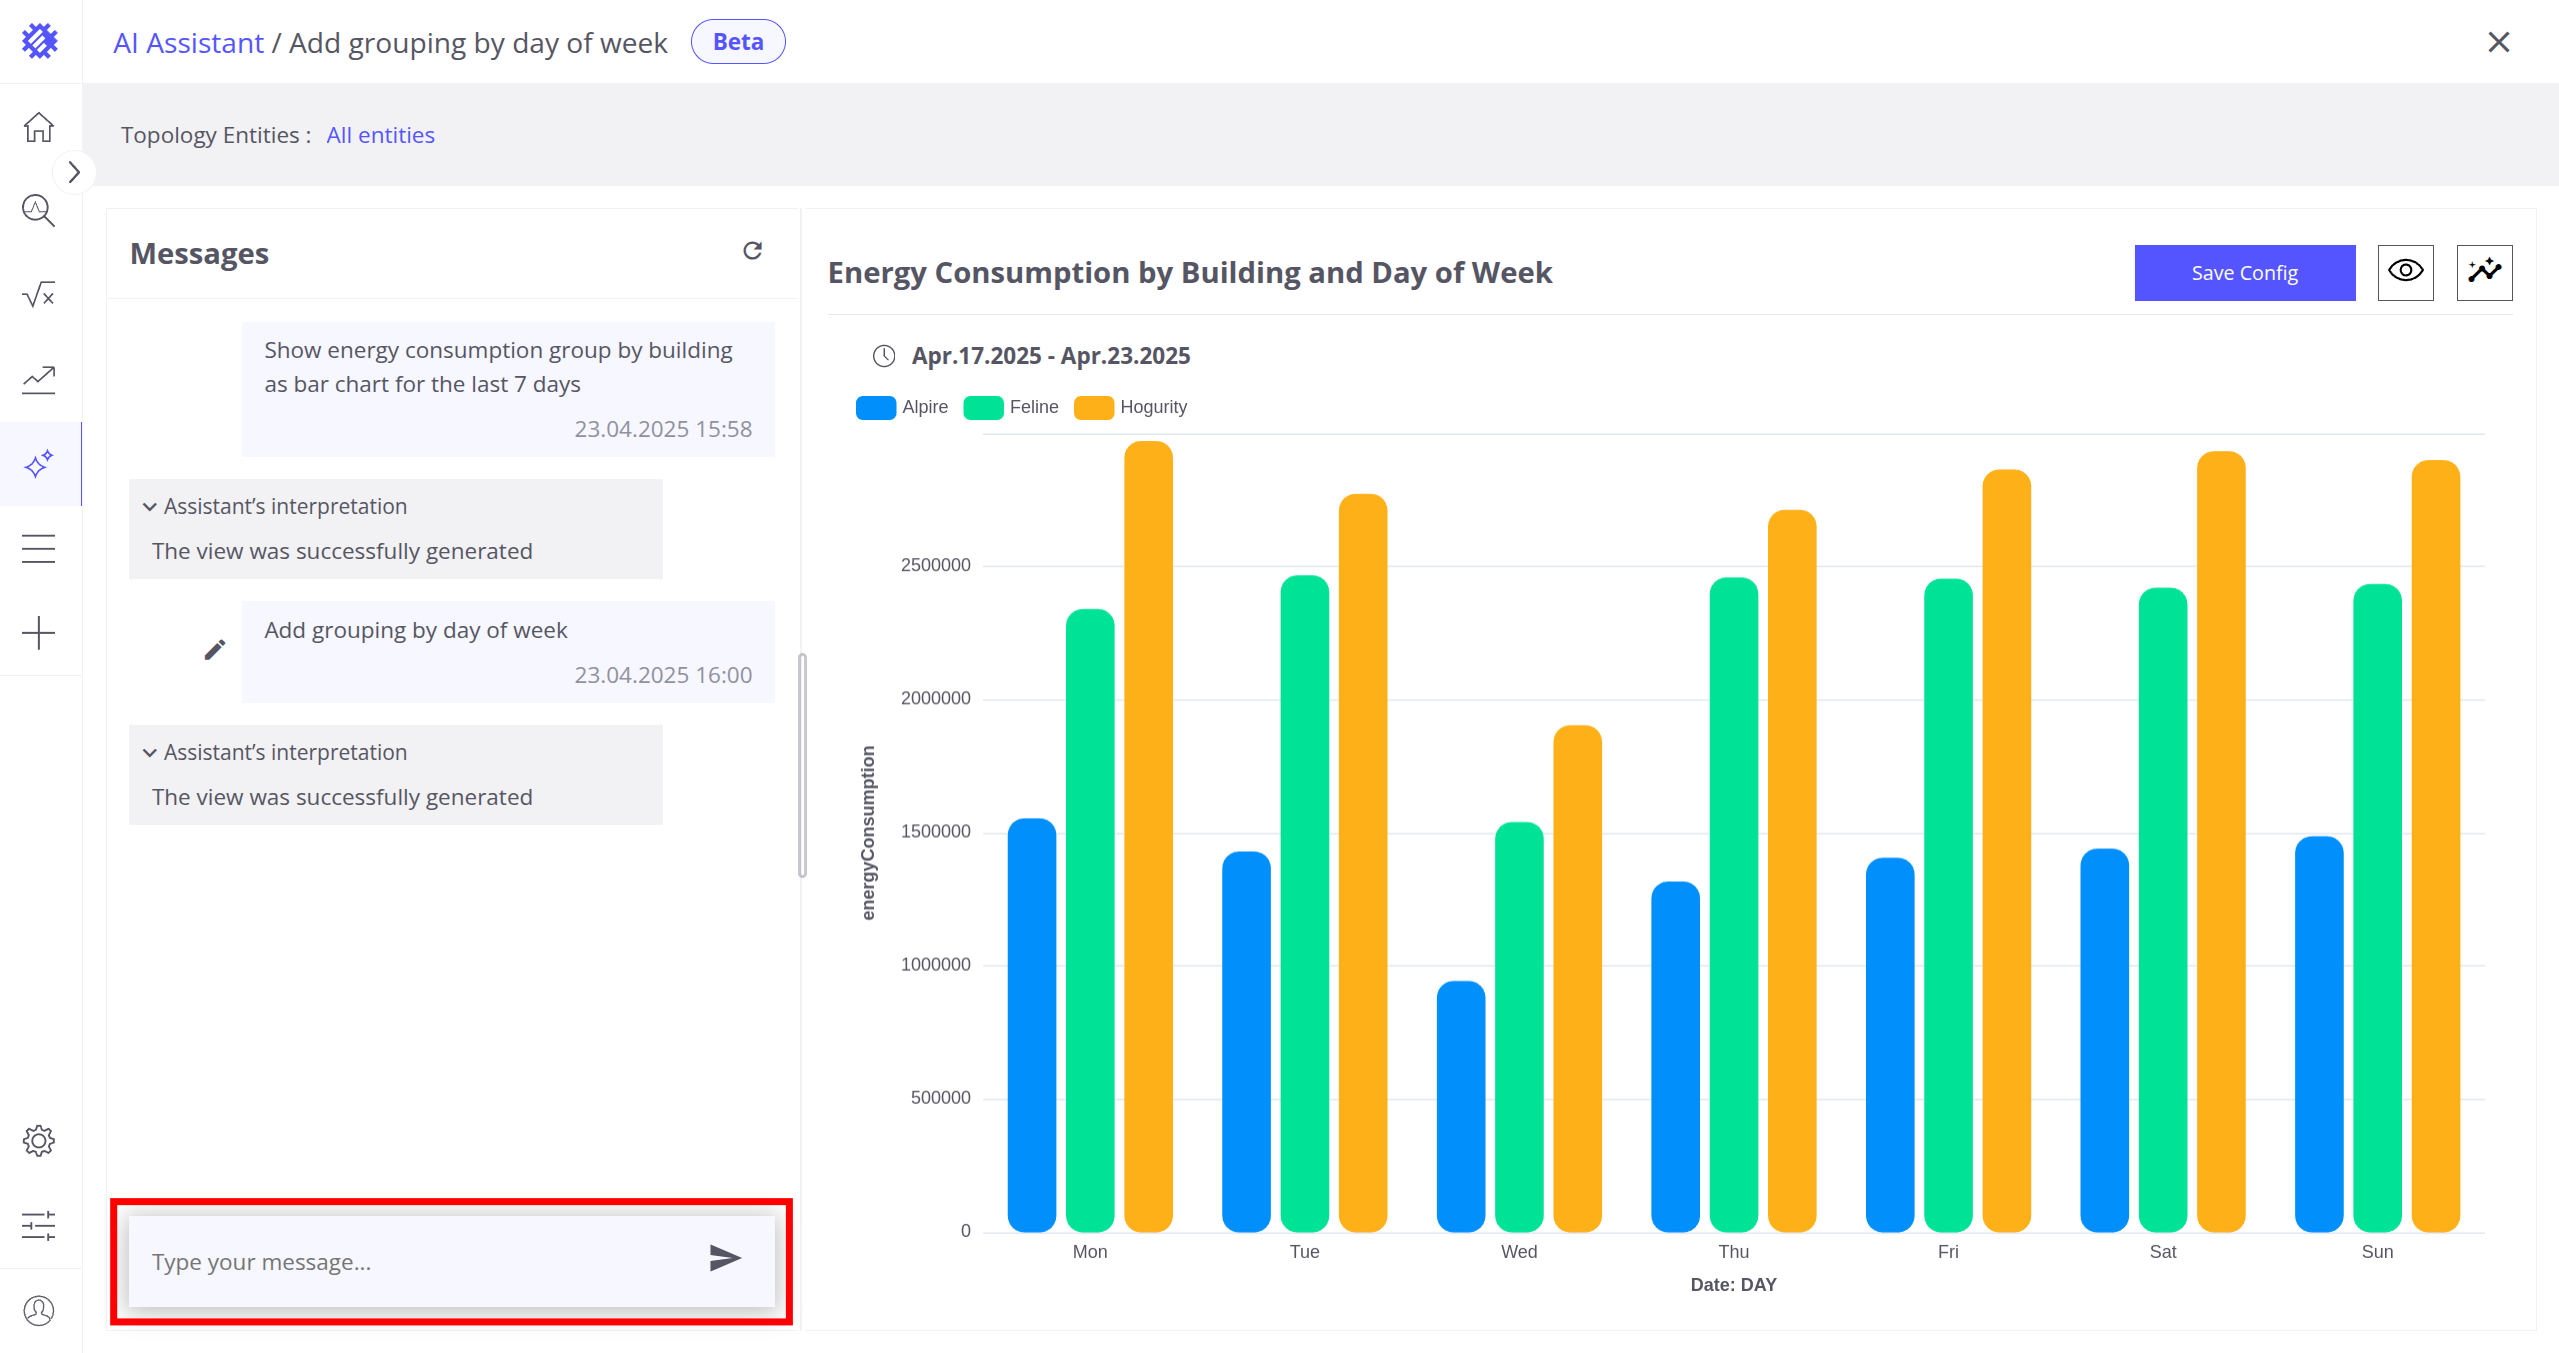 AI Assistant / Add grouping by day of week
Beta
Topology Entities : All entities
Messages
Show energy consumption group by building
as bar chart for the last 7 days
23.04.2025 15:58
Assistant's interpretation
The view was successfully generated
Add grouping by day of week
23.04.2025 16:00
Assistant's interpretation
The view was successfully generated
Type your message...
Energy Consumption by Building and Day of Week
Save Config
Apr.17.2025 - Apr.23.2025
Alpire Feline Hogurity
energyConsumption
2500000
2000000
1500000
1000000
500000
0
Mon Tue Wed Thu Fri Sat Sun
Date: DAY